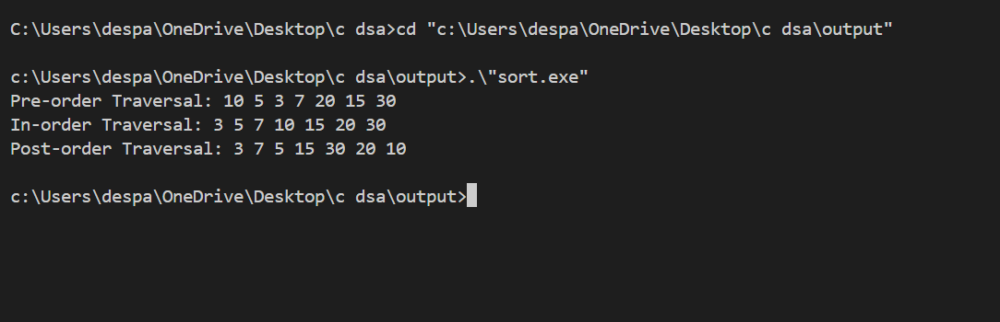 C:\Users\despa\OneDrive\Desktop\c dsa>cd "c:\Users\despa\OneDrive\Desktop\c dsa\output"
c:\Users\despa\OneDrive\Desktop\c dsa\output>.\"sort.exe"
Pre-order Traversal: 10 5 3 7 20 15 30
In-order Traversal: 3 5 7 10 15 20 30
Post-order Traversal: 3 7 5 15 30 20 10
c:\Users\despa\OneDrive\Desktop\c dsa\output>